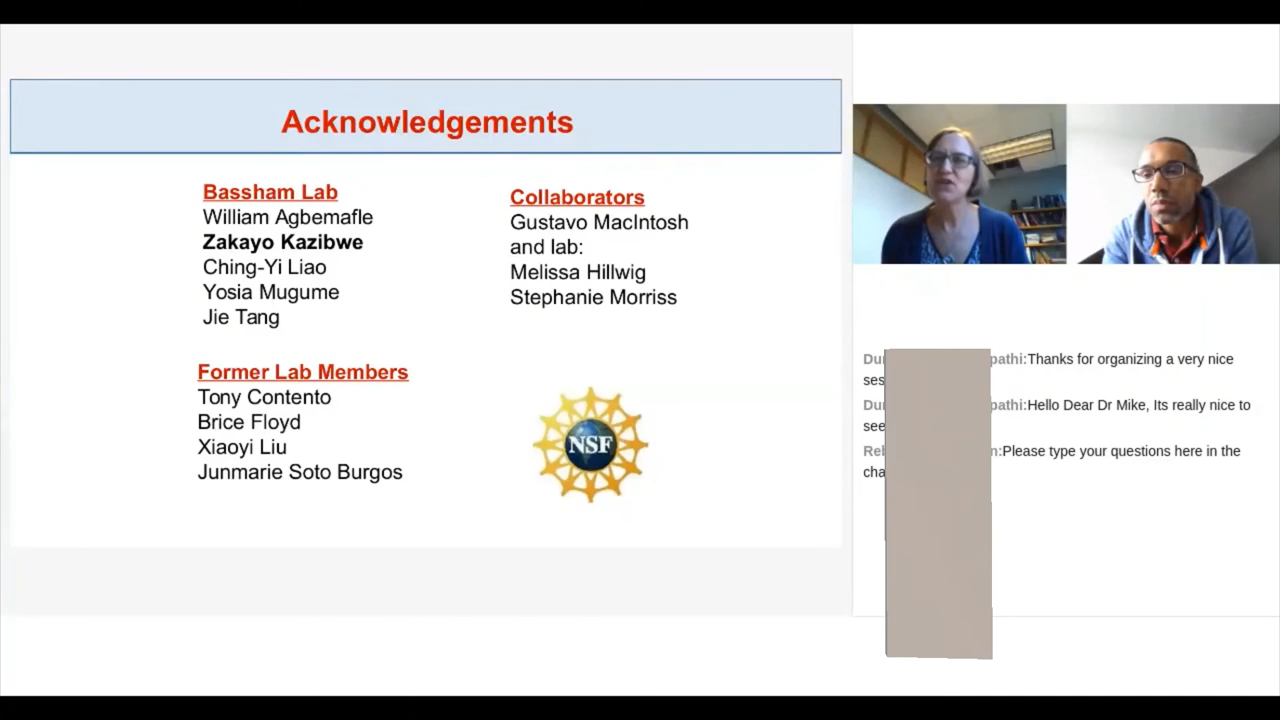 Acknowledgements
Bassham Lab
William Agbemafle
Zakayo Kazibwe
Ching-Yi Liao
Yosia Mugume
Jie Tang
Former Lab Members
Tony Contento
Brice Floyd
Xiaoyi Liu
Junmarie Soto Burgos
Collaborators
Gustavo MacIntosh
and lab:
Melissa Hillwig
Stephanie Morriss
NSF
Thanks for organizing a very nice
Hello Dear Dr Mike, Its really nice to
see
Please type your questions here in the